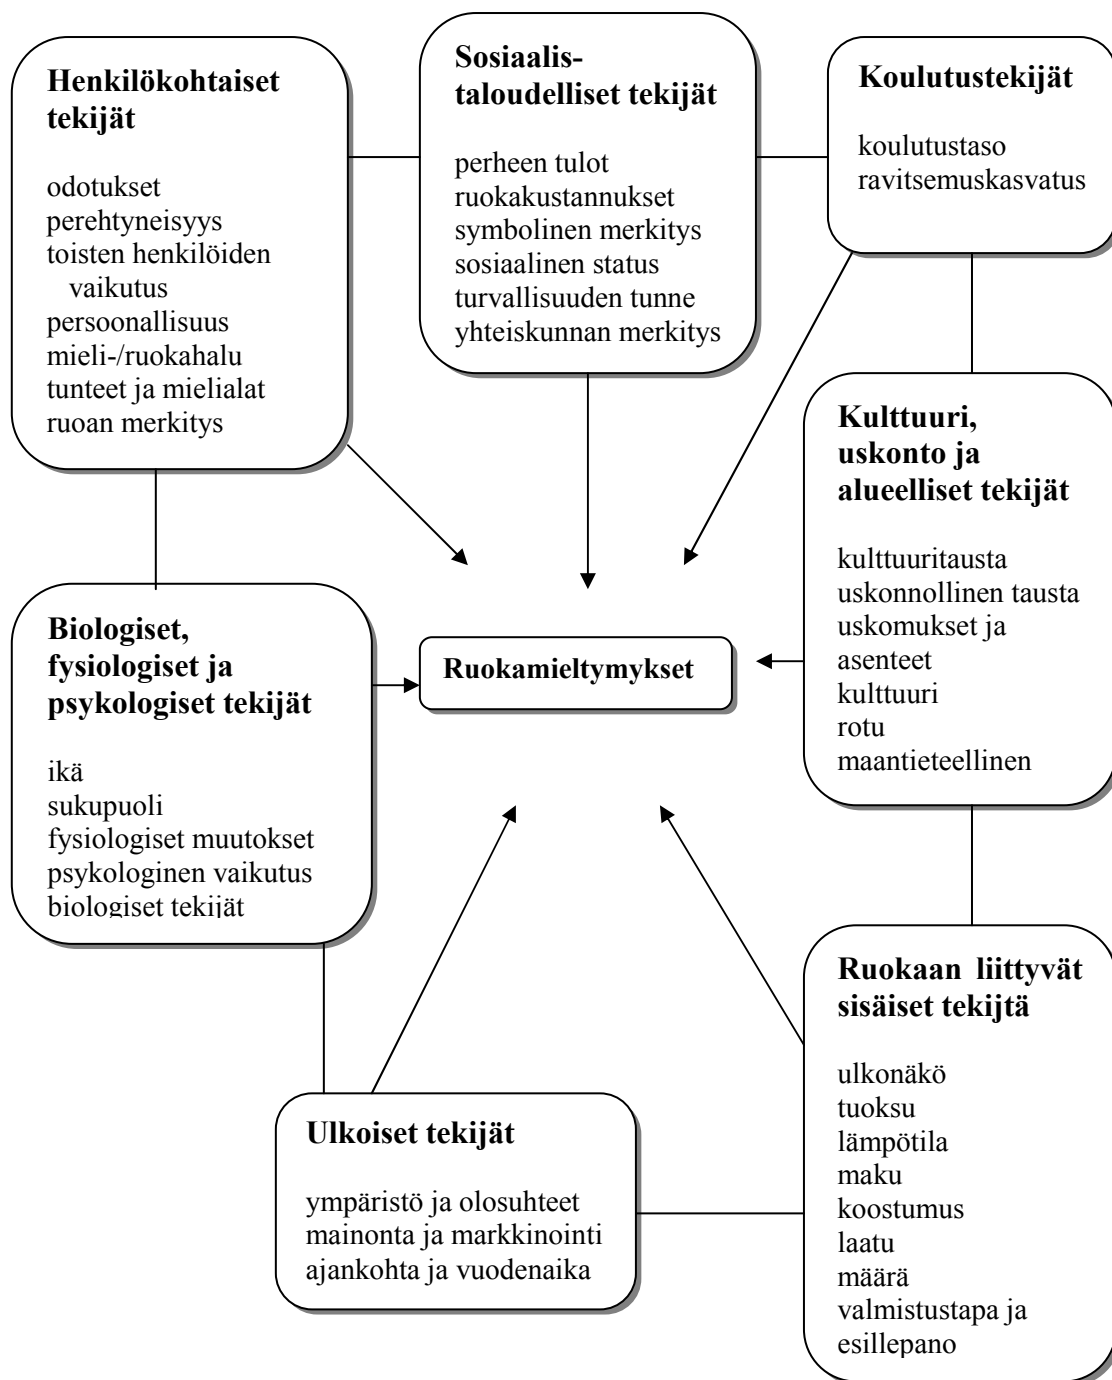 Henkilökohtaiset
tekijät
odotukset
perehtyneisyys
toisten henkilöiden
vaikutus
persoonallisuus
mieli-/ruokahalu
tunteet ja mielialat
ruoan merkitys
Sosiaalis-
taloudelliset tekijät
perheen tulot
ruokakustannukset
symbolinen merkitys
sosiaalinen status
turvallisuuden tunne
yhteiskunnan merkitys
Koulutustekijät
koulutustaso
ravitsemuskasvatus
Kulttuuri,
uskonto ja
alueelliset tekijät
kulttuuritausta
uskonnollinen tausta
uskomukset ja
asenteet
kulttuuri
rotu
maantieteellinen
Biologiset,
fysiologiset ja
psykologiset tekijät
ikä
sukupuoli
fysiologiset muutokset
psykologinen vaikutus
biologiset tekijät
Ruokamieltymykset
Ulkoiset tekijät
ympäristö ja olosuhteet
mainonta ja markkinointi
ajankohta ja vuodenaika
Ruokaan liittyvät
sisäiset tekijtä
ulkonäkö
tuoksu
lämpötila
maku
koostumus
laatu
määrä
valmistustapa ja
esillepano